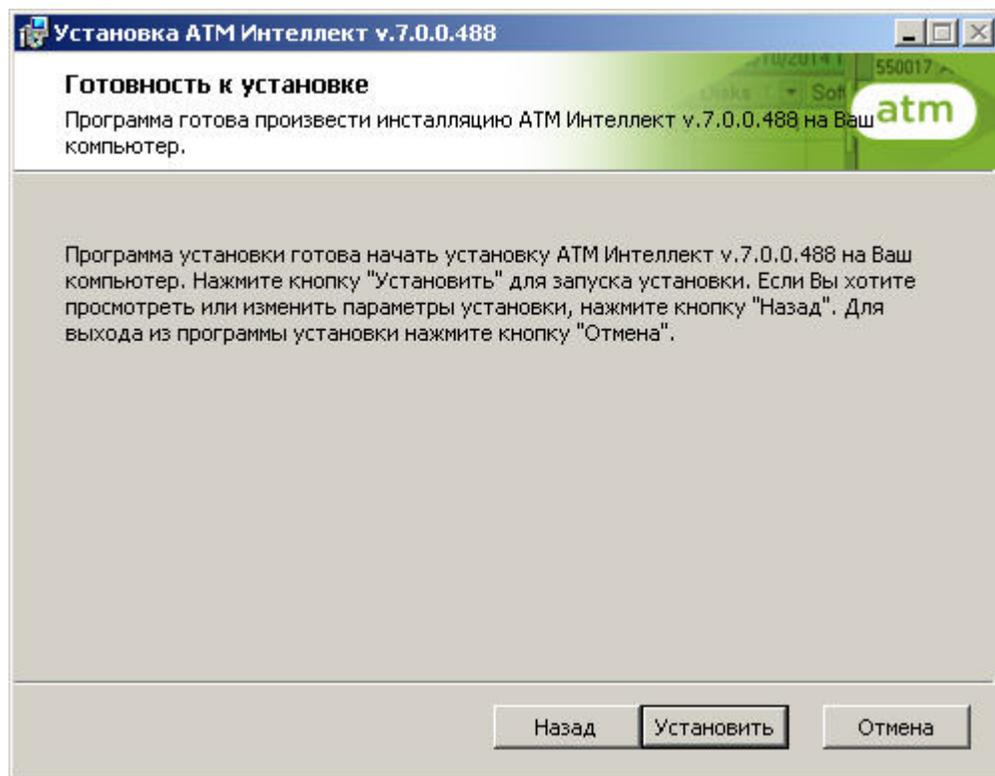 Установка АТМ Интеллект v.7.0.0.488
Готовность к установке
Программа готова произвести инсталляцию АТМ Интеллект v.7.0.0.488 на Ваш
компьютер.
550017
Disks
Soft
atm
Программа установки готова начать установку АТМ Интеллект v.7.0.0.488 на Ваш
компьютер. Нажмите кнопку "Установить" для запуска установки. Если Вы хотите
просмотреть или изменить параметры установки, нажмите кнопку "Назад". Для
выхода из программы установки нажмите кнопку "Отмена".
Назад
Установить
Отмена